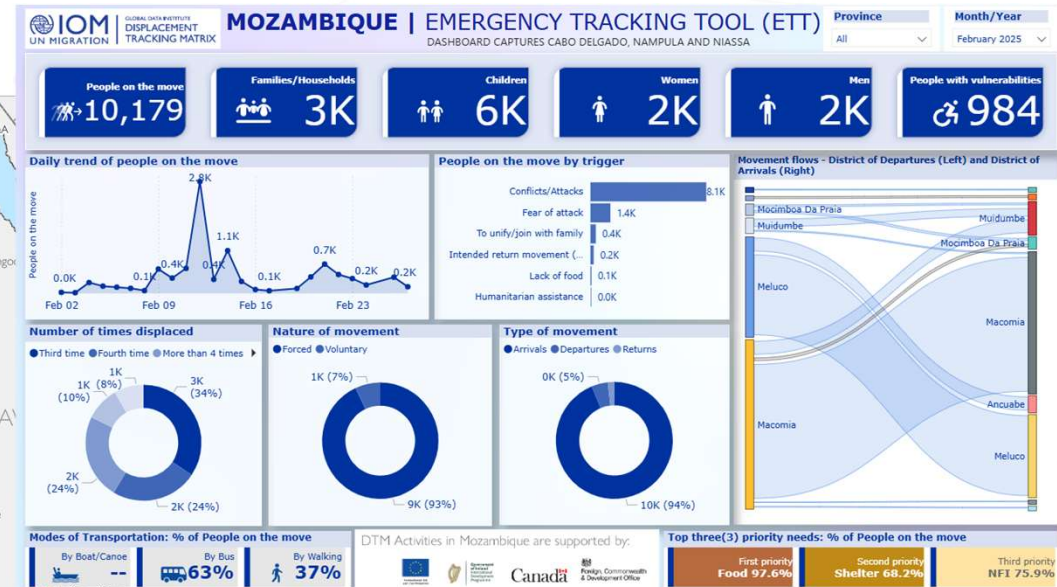 IOM
UN MIGRATION
GLOBAL DATA INSTITUTE
DISPLACEMENT
TRACKING MATRIX
MOZAMBIQUE | EMERGENCY TRACKING TOOL (ETT)
DASHBOARD CAPTURES CABO DELGADO, NAMPULA AND NIASSA
Province
All
Month/Year
February 2025
People on the move
10,179
Families/Households
3K
Children
6K
Women
2K
Men
2K
People with vulnerabilities
984
Daily trend of people on the move
People on the move
0.0K
0.1K
0.4K
2.8K
0.4K
1.1K
0.1K
0.7K
0.2K
0.2K
Feb 02
Feb 09
Feb 16
Feb 23
People on the move by trigger
Conflicts/Attacks
8.1K
Fear of attack
1.4K
To unify/join with family
0.4K
Intended return movement (...
0.2K
Lack of food
0.1K
Humanitarian assistance
0.0K
Movement flows - District of Departures (Left) and District of
Arrivals (Right)
Mocimboa Da Praia
Muidumbe
Meluco
Macomia
Muidumbe
Mocimboa Da Praia
Macomia
Ancuabe
Meluco
Number of times displaced
Third time
Fourth time
More than 4 times
1K
1K (8%)
1K
(10%)
3K
(34%)
2K
(24%)
2K (24%)
Nature of movement
Forced
Voluntary
1K (7%)
9K (93%)
Type of movement
Arrivals
Departures
Returns
0K (5%)
10K (94%)
Modes of Transportation: % of People on the move
By Boat/Canoe
--
By Bus
63%
By Walking
37%
DTM Activities in Mozambique are supported by:
Canada
Foreign, Commonwealth
& Development Office
Top three(3) priority needs: % of People on the move
First priority
Food 97.6%
Second priority
Shelter 68.2%
Third priority
NFI 75.9%